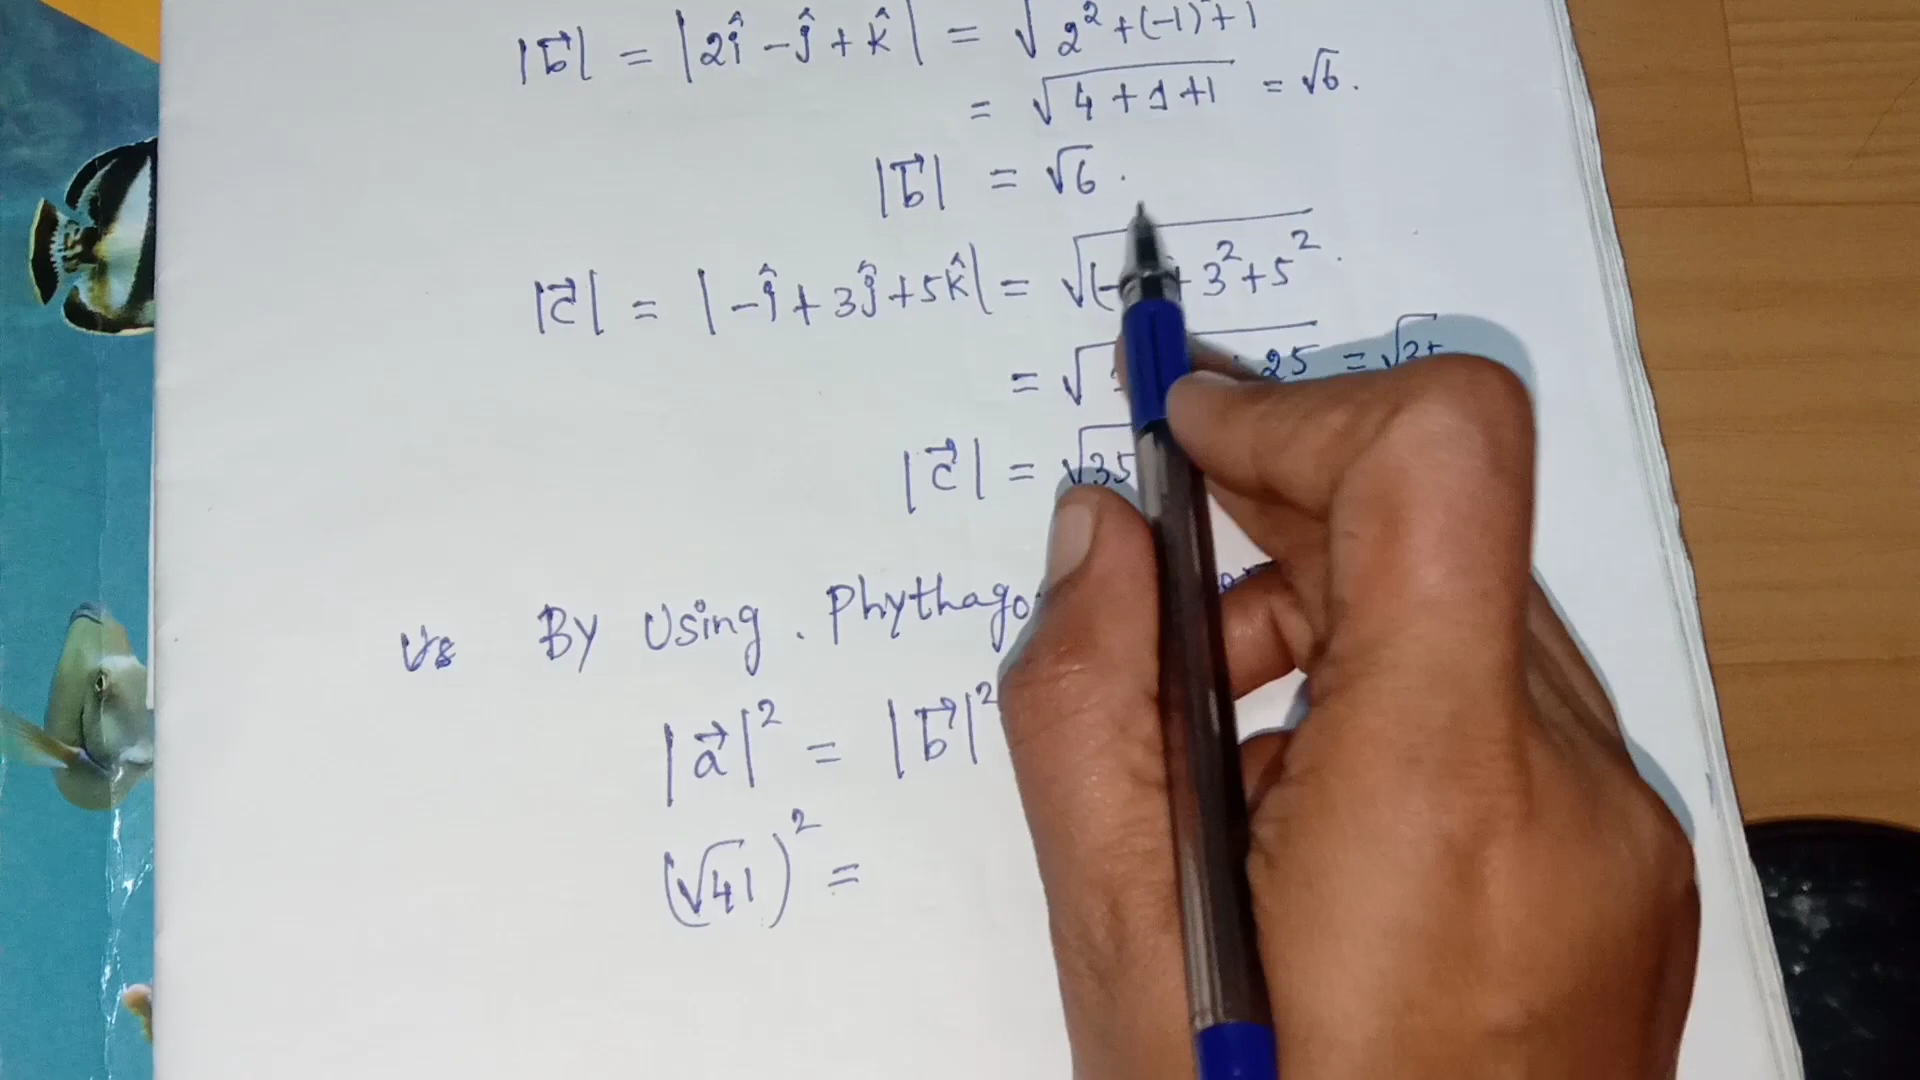 |b⃗| = |2î - ĵ + k̂| = √2² + (-1) + 1
= √4 + 1 + 1 = √6.
|b⃗| = √6.
|c⃗| = |-î + 3ĵ + 5k̂| = √(- + 3² + 5².
= √ 25 = √35
|c⃗| = √35
By Using . Phythago
|a⃗|² = |b⃗|²
(√41)² =